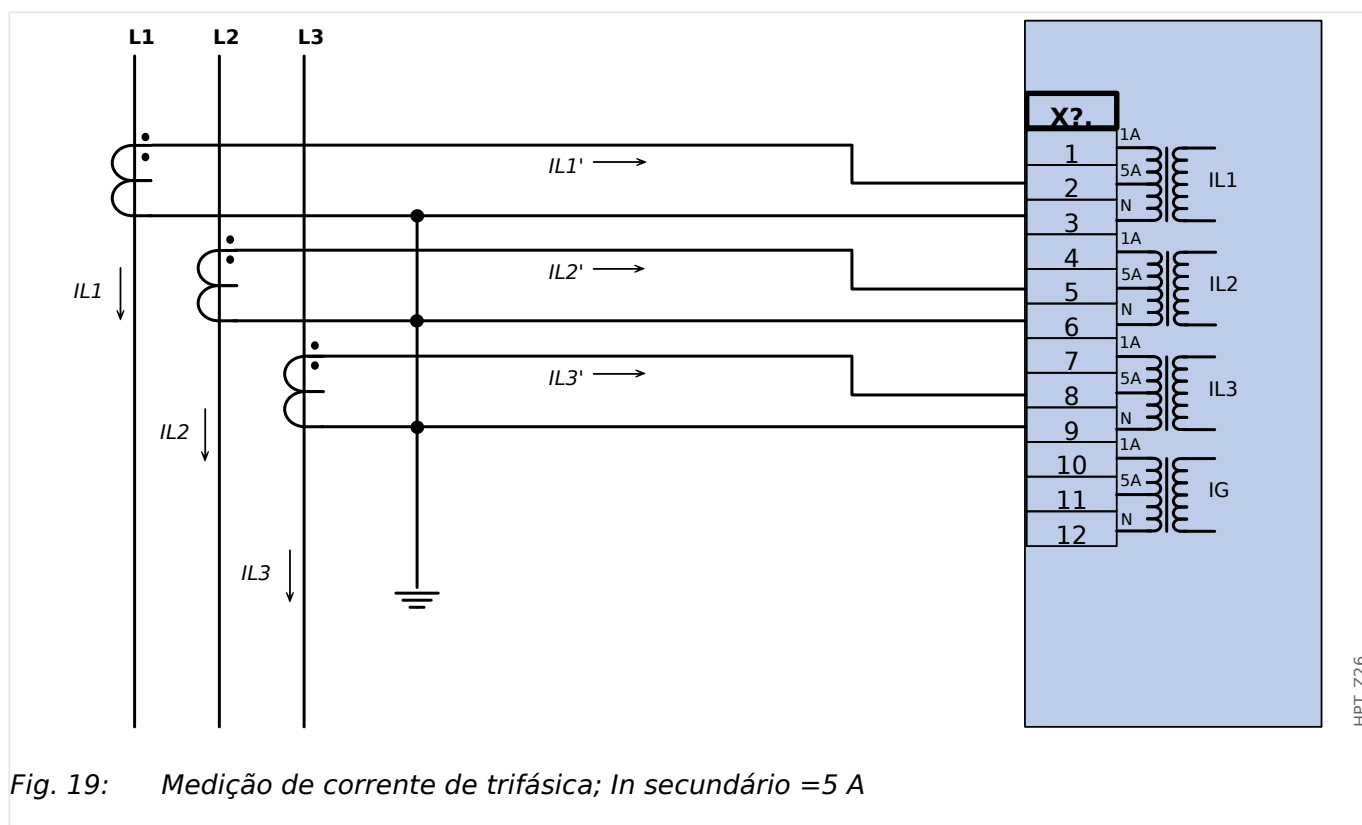 L1 L2 L3
X?.
1
2
3
4
5
6
7
8
9
10
11
12
1A
5A
N
1A
5A
N
1A
5A
N
1A
5A
N
IL1
IL2
IL3
IG
IL1'
IL2'
IL3'
IL1
IL2
IL3
HPT_Z26
Fig. 19: Medição de corrente de trifásica; In secundário =5 A